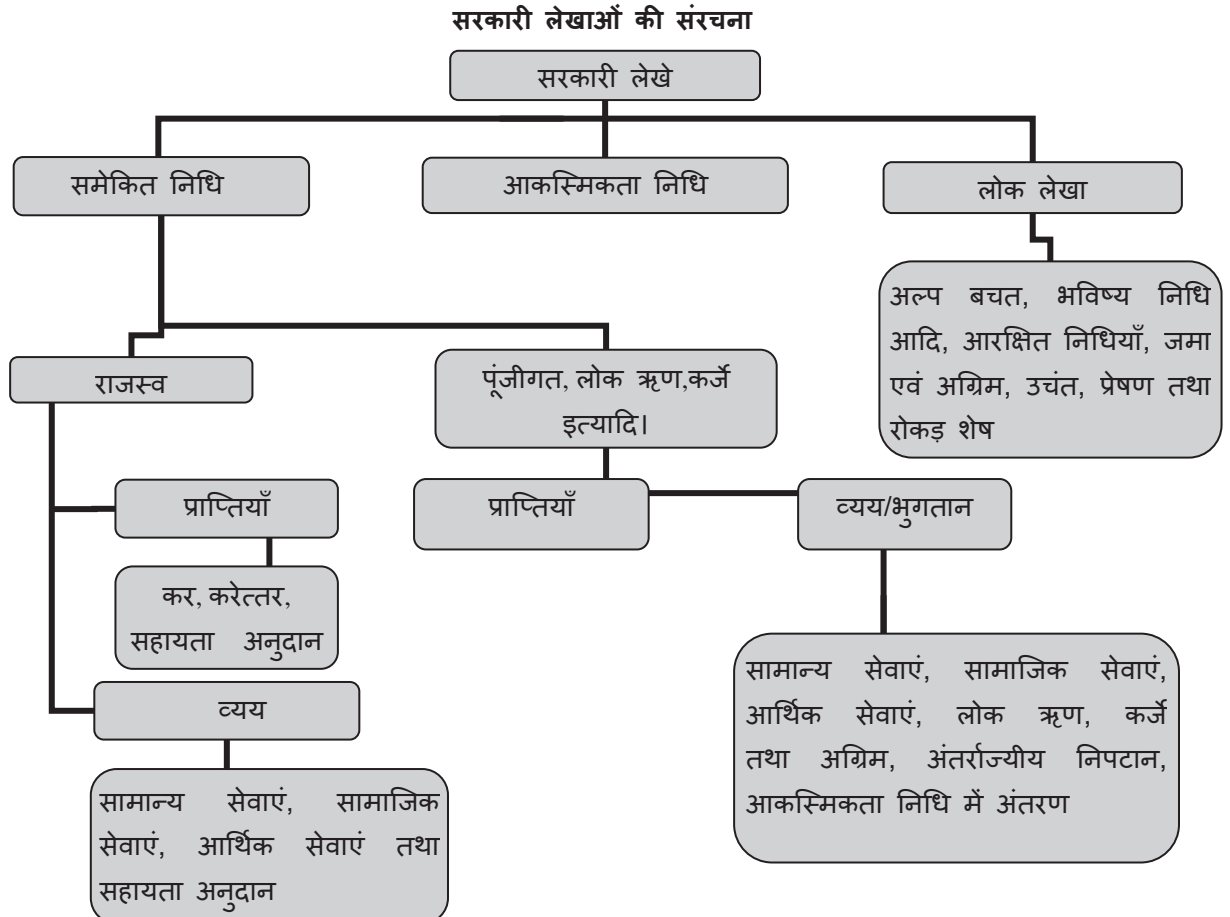 सरकारी लेखाओं की संरचना
सरकारी लेखे
समेकित निधि
आकस्मिकता निधि
लोक लेखा
अल्प बचत, भविष्य निधि
आदि, आरक्षित निधियाँ, जमा
एवं अग्रिम, उचंत, प्रेषण तथा
रोकड़ शेष
राजस्व
पूंजीगत, लोक ऋण,कर्जे
इत्यादि।
प्राप्तियाँ
प्राप्तियाँ
व्यय/भुगतान
कर, करेत्तर,
सहायता अनुदान
व्यय
सामान्य सेवाएं, सामाजिक सेवाएं,
आर्थिक सेवाएं, लोक ऋण, कर्जे
तथा अग्रिम, अंतर्राज्यीय निपटान,
आकस्मिकता निधि में अंतरण
सामान्य सेवाएं, सामाजिक
सेवाएं, आर्थिक सेवाएं तथा
सहायता अनुदान